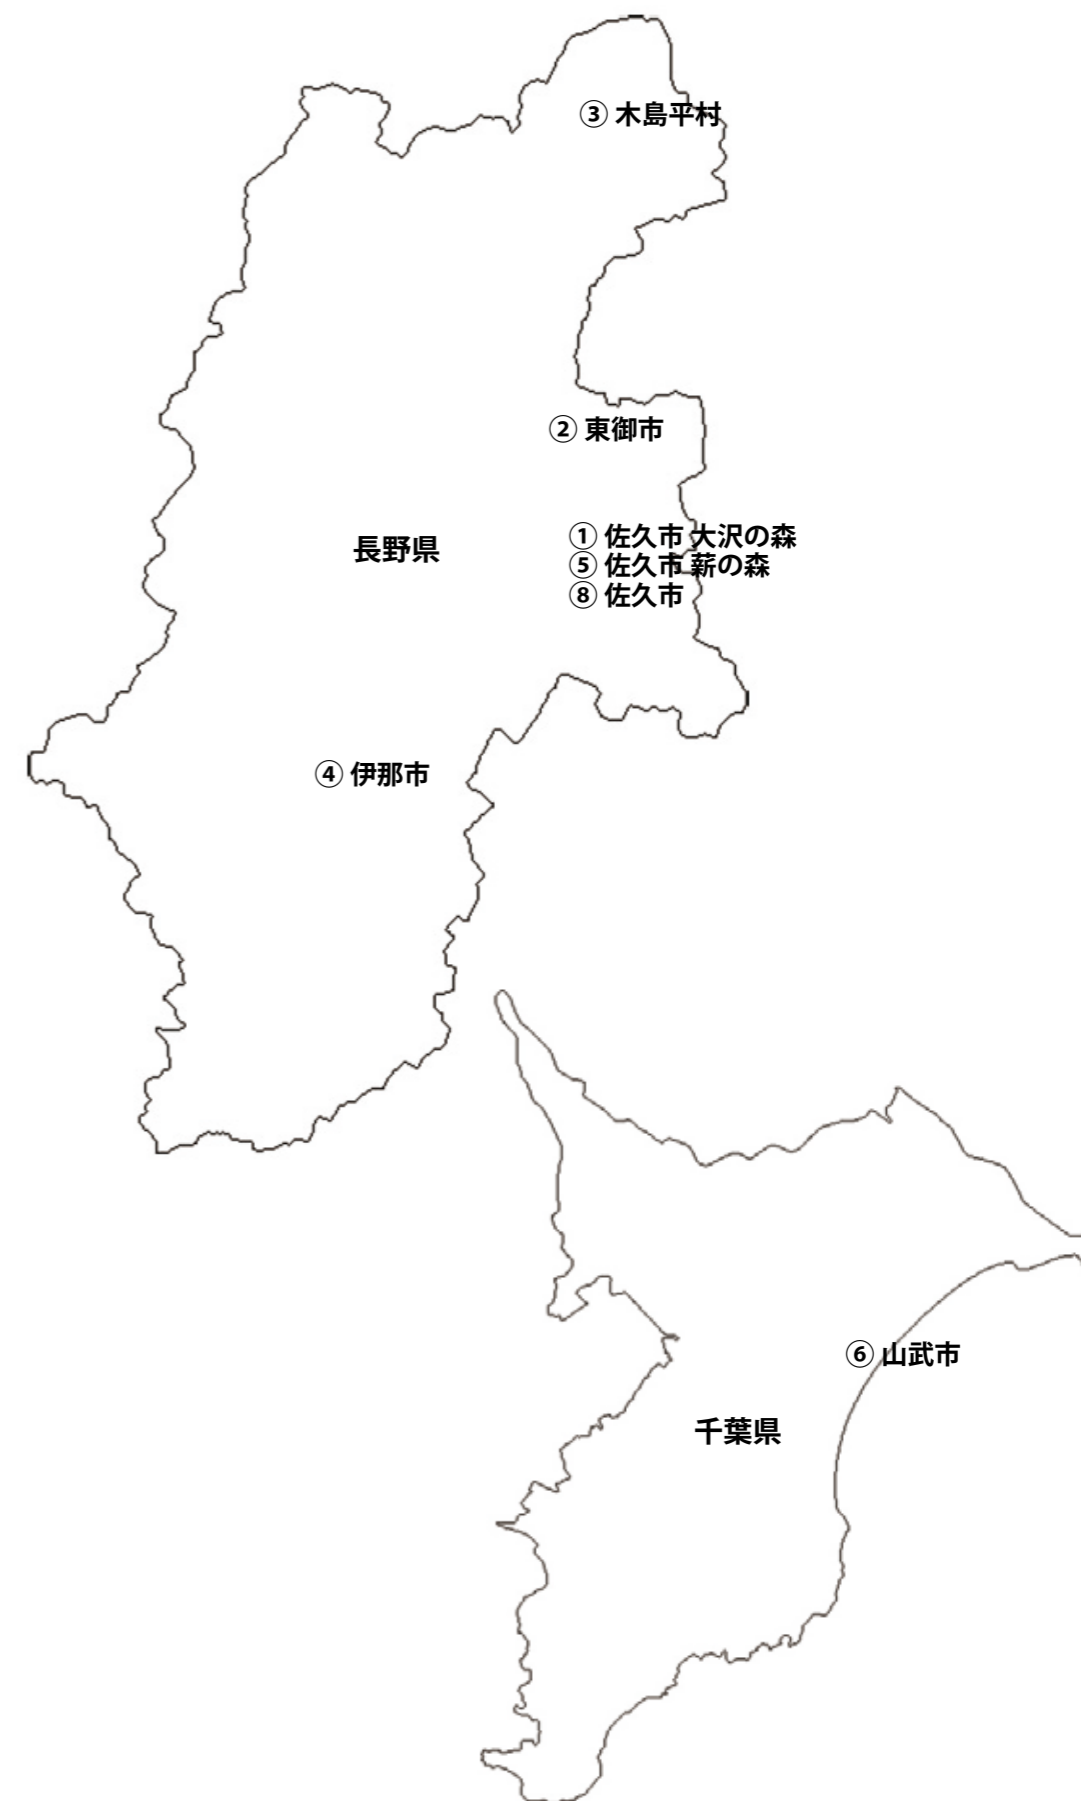 ③ 木島平村
② 東御市
長野県
① 佐久市 大沢の森
⑤ 佐久市 薪の森
⑧ 佐久市
④ 伊那市
⑥ 山武市
千葉県